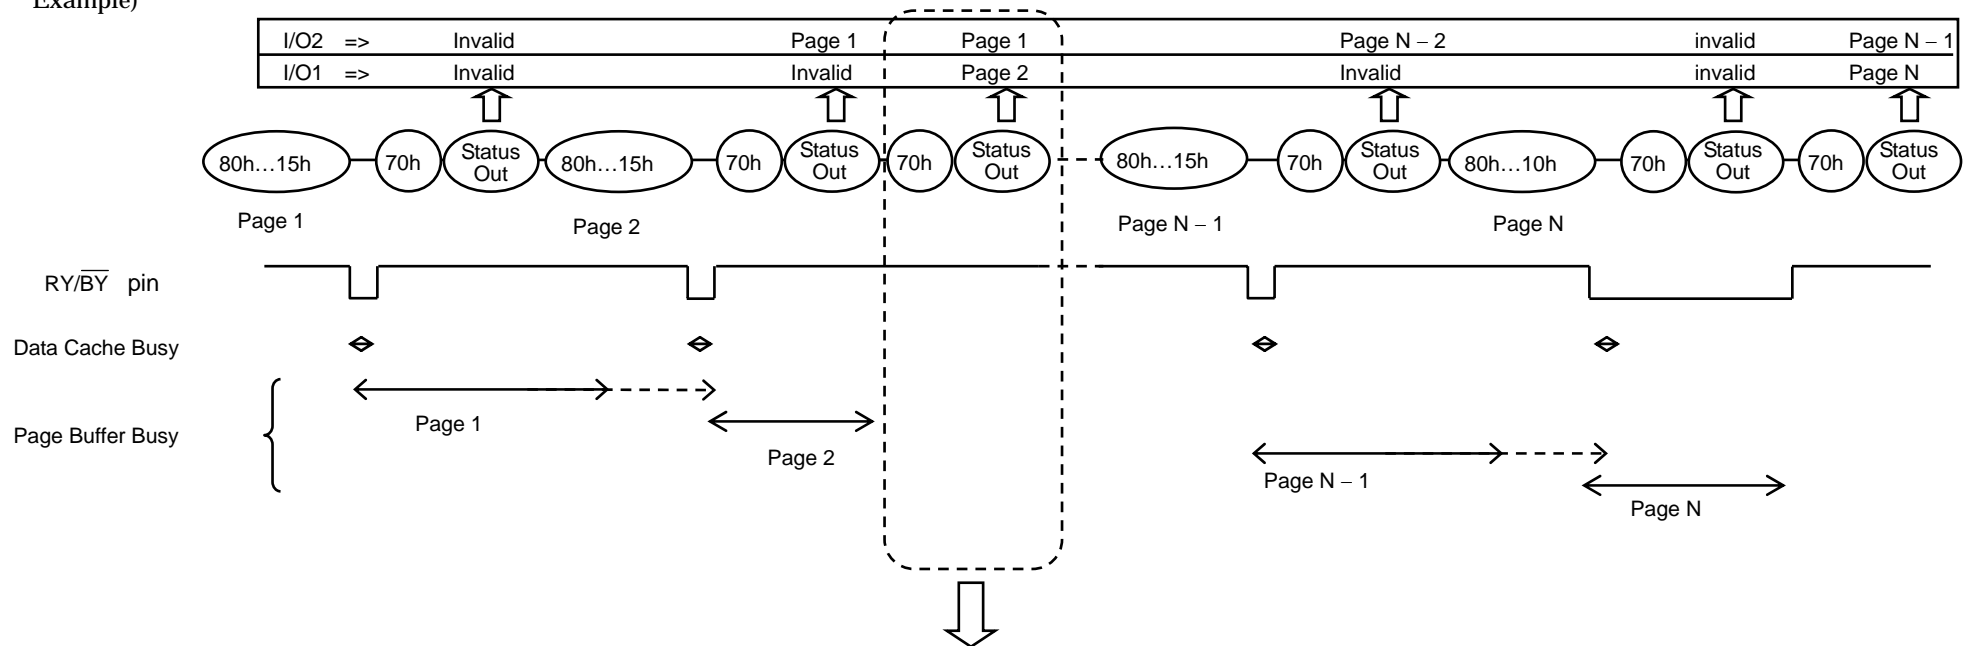 Example)
I/O2 => Invalid Page 1 Page 1 Page N − 2 invalid Page N − 1
I/O1 => Invalid Invalid Page 2 Invalid invalid Page N
80h…15h 70h Status Out 80h…15h 70h Status Out 70h Status Out 80h…15h 70h Status Out 80h…10h 70h Status Out 70h Status Out
Page 1 Page 2 Page N − 1 Page N
RY/B̅Y̅ pin
Data Cache Busy
Page 1
Page Buffer Busy
Page 2
Page N − 1
Page N